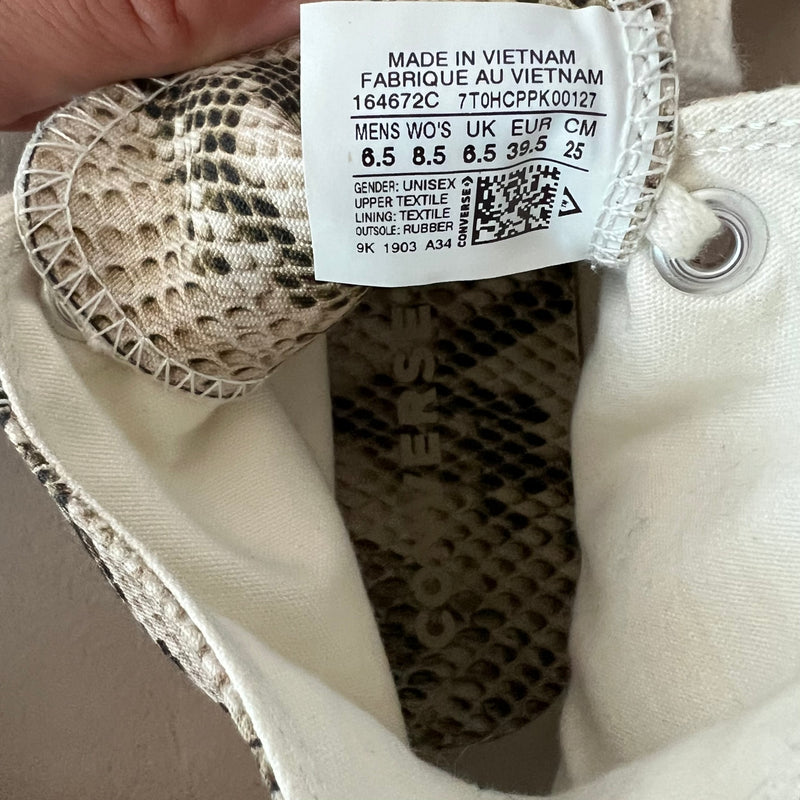 MADE IN VIETNAM
FABRIQUE AU VIETNAM
164672C 7T0HCPPK00127
MENS WO'S UK EUR CM
6.5 8.5 6.5 39.5 25
GENDER: UNISEX
UPPER TEXTILE
LINING: TEXTILE
OUTSOLE: RUBBER
9K 1903 A34
CONVERSE
CONVERSE